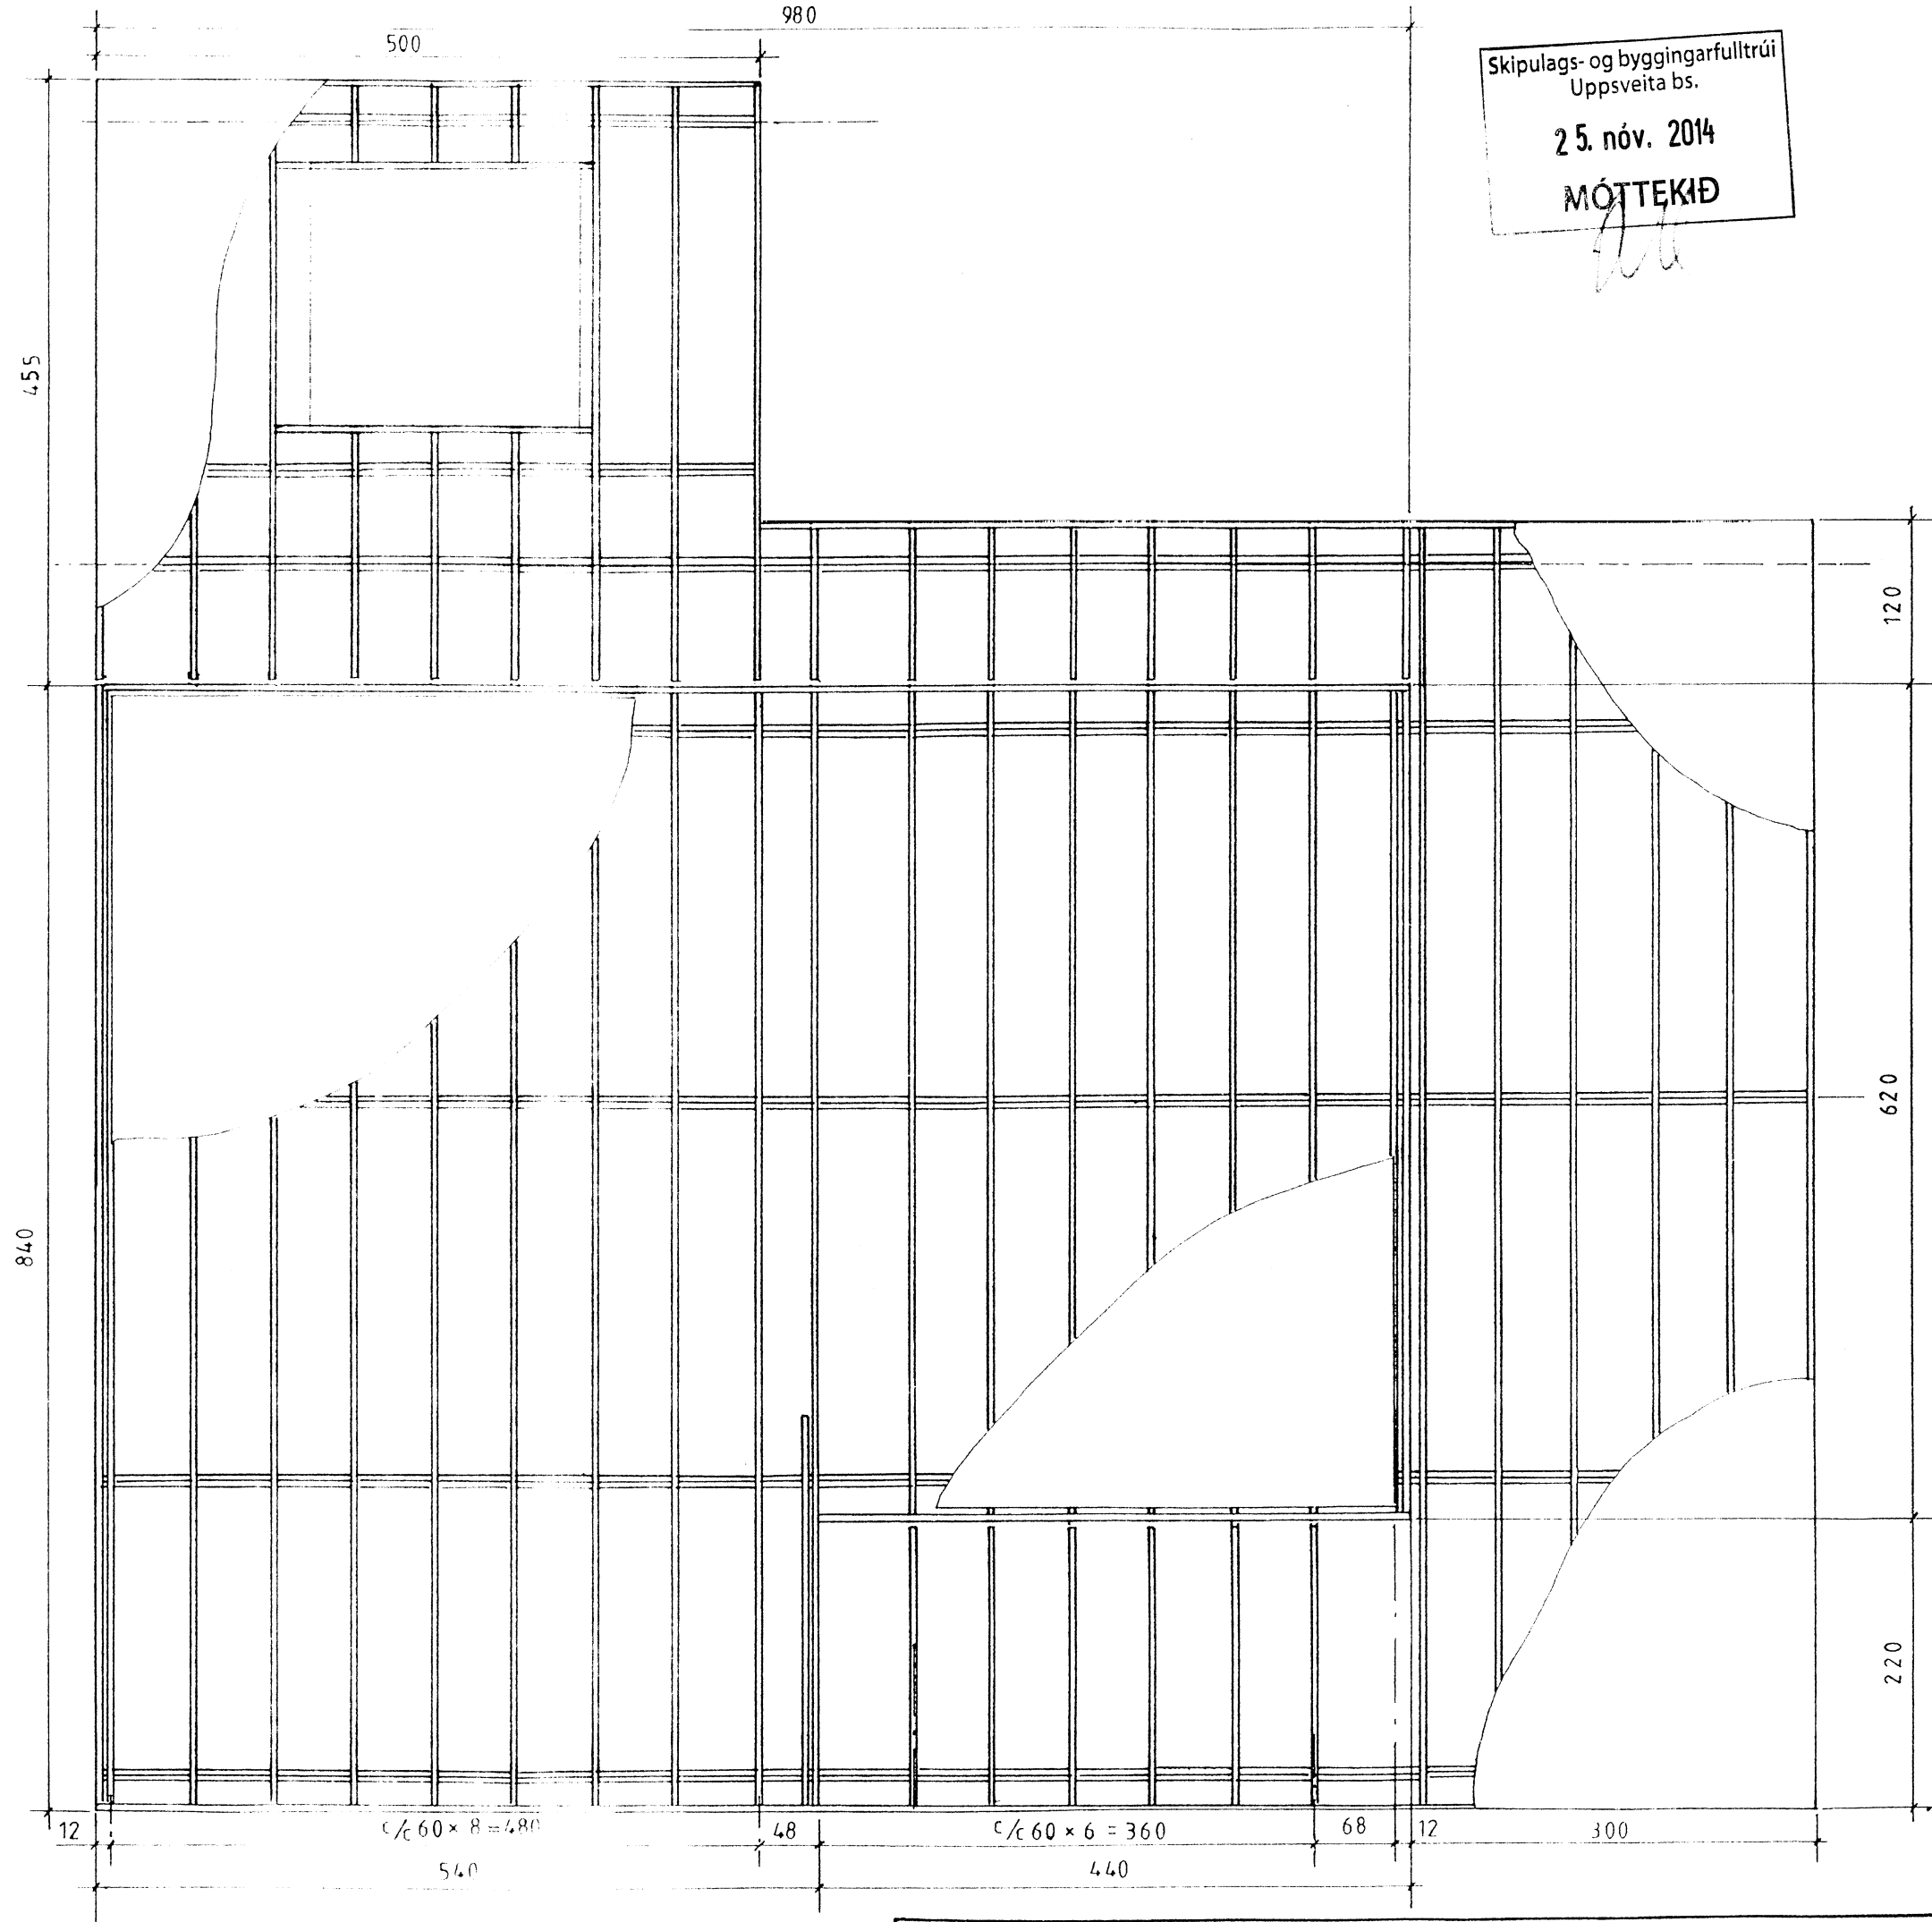 980
500
Skipulags- og byggingarfulltrúi
Uppsveita bs.
25. nóv. 2014
MÓTTEKIÐ
455
120
620
840
220
12
c/c 60 × 8 = 480
48
c/c 60 × 6 = 360
68
12
300
540
440